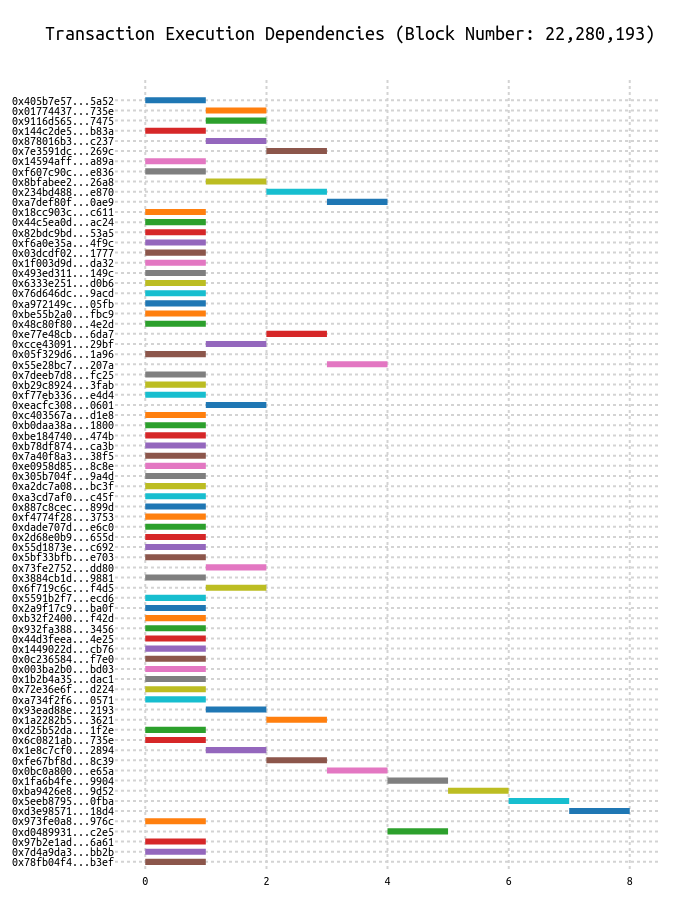 Transaction Execution Dependencies (Block Number: 22,280,193)
0x405b7e57...5a52
0x01774437...735e
0x9116d565...7475
0x144c2de5...b83a
0x878016b3...c237
0x7e3591dc...269c
0x14594aff...a89a
0xf607c90c...e836
0x8bfabee2...26a8
0x234bd488...e870
0xa7def80f...0ae9
0x18cc903c...c611
0x44c5ea0d...ac24
0x82bdc9bd...53a5
0xf6a0e35a...4f9c
0x03dcdf02...1777
0x1f003d9d...da32
0x493ed311...149c
0x6333e251...d0b6
0x76d646dc...9acd
0xa972149c...05fb
0xbe55b2a0...fbc9
0x48c80f80...4e2d
0xe77e48cb...6da7
0xcce43091...29bf
0x05f329d6...1a96
0x55e28bc7...207a
0x7deeb7d8...fc25
0xb29c8924...3fab
0xf77eb336...e4d4
0xeacfc308...0601
0xc403567a...d1e8
0xb0daa38a...1800
0xbe184740...474b
0xb78df874...ca3b
0x7a40f8a3...38f5
0xe0958d85...8c8e
0x305b704f...9a4d
0xa2dc7a08...bc3f
0xa3cd7af0...c45f
0x887c8cec...899d
0xf4774f28...3753
0xdade707d...e6c0
0x2d68e0b9...655d
0x55d1873e...c692
0x5bf33bfb...e703
0x73fe2752...dd80
0x3884cb1d...9881
0x6f719c6c...f4d5
0x5591b2f7...ecd6
0x2a9f17c9...ba0f
0xb32f2400...f42d
0x932fa388...3456
0x44d3feea...4e25
0x1449022d...cb76
0x0c236584...f7e0
0x003ba2b0...bd03
0x1b2b4a35...dac1
0x72e36e6f...d224
0xa734f2f6...0571
0x93ead88e...2193
0x1a2282b5...3621
0xd25b52da...1f2e
0x6c0821ab...735e
0x1e8c7cf0...2894
0xfe67bf8d...8c39
0x0bc0a800...e65a
0x1fa6b4fe...9904
0xba9426e8...9d52
0x5eeb8795...0fba
0xd3e98571...18d4
0x973fe0a8...976c
0xd0489931...c2e5
0x97b2e1ad...6a61
0x7d4a9da3...bb2b
0x78fb04f4...b3ef
0 2 4 6 8